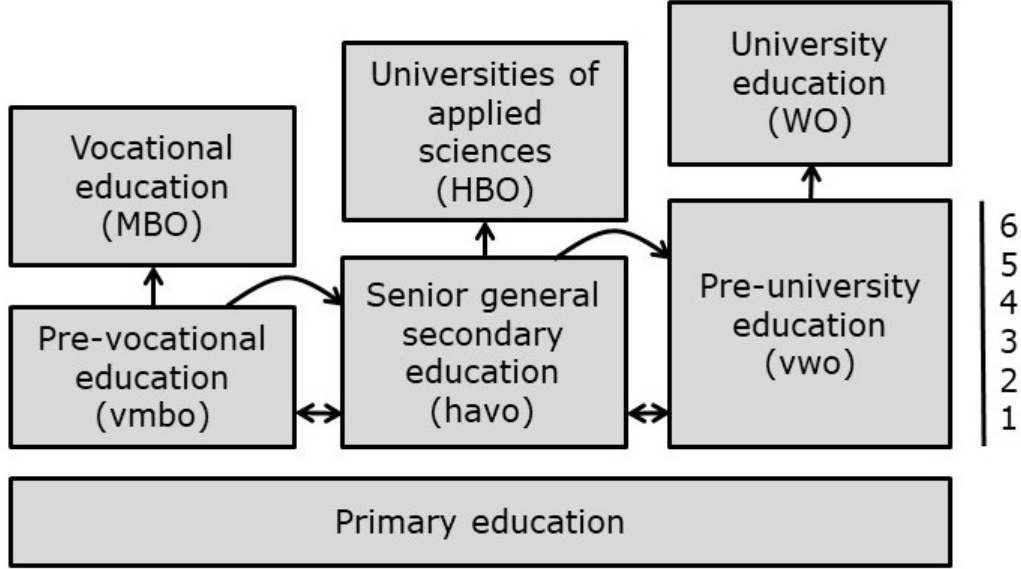 University
education
(WO)
Universities of
applied
sciences
(HBO)
Vocational
education
(MBO)
Pre-vocational
education
(vmbo)
Senior general
secondary
education
(havo)
Pre-university
education
(vwo)
6
5
4
3
2
1
Primary education